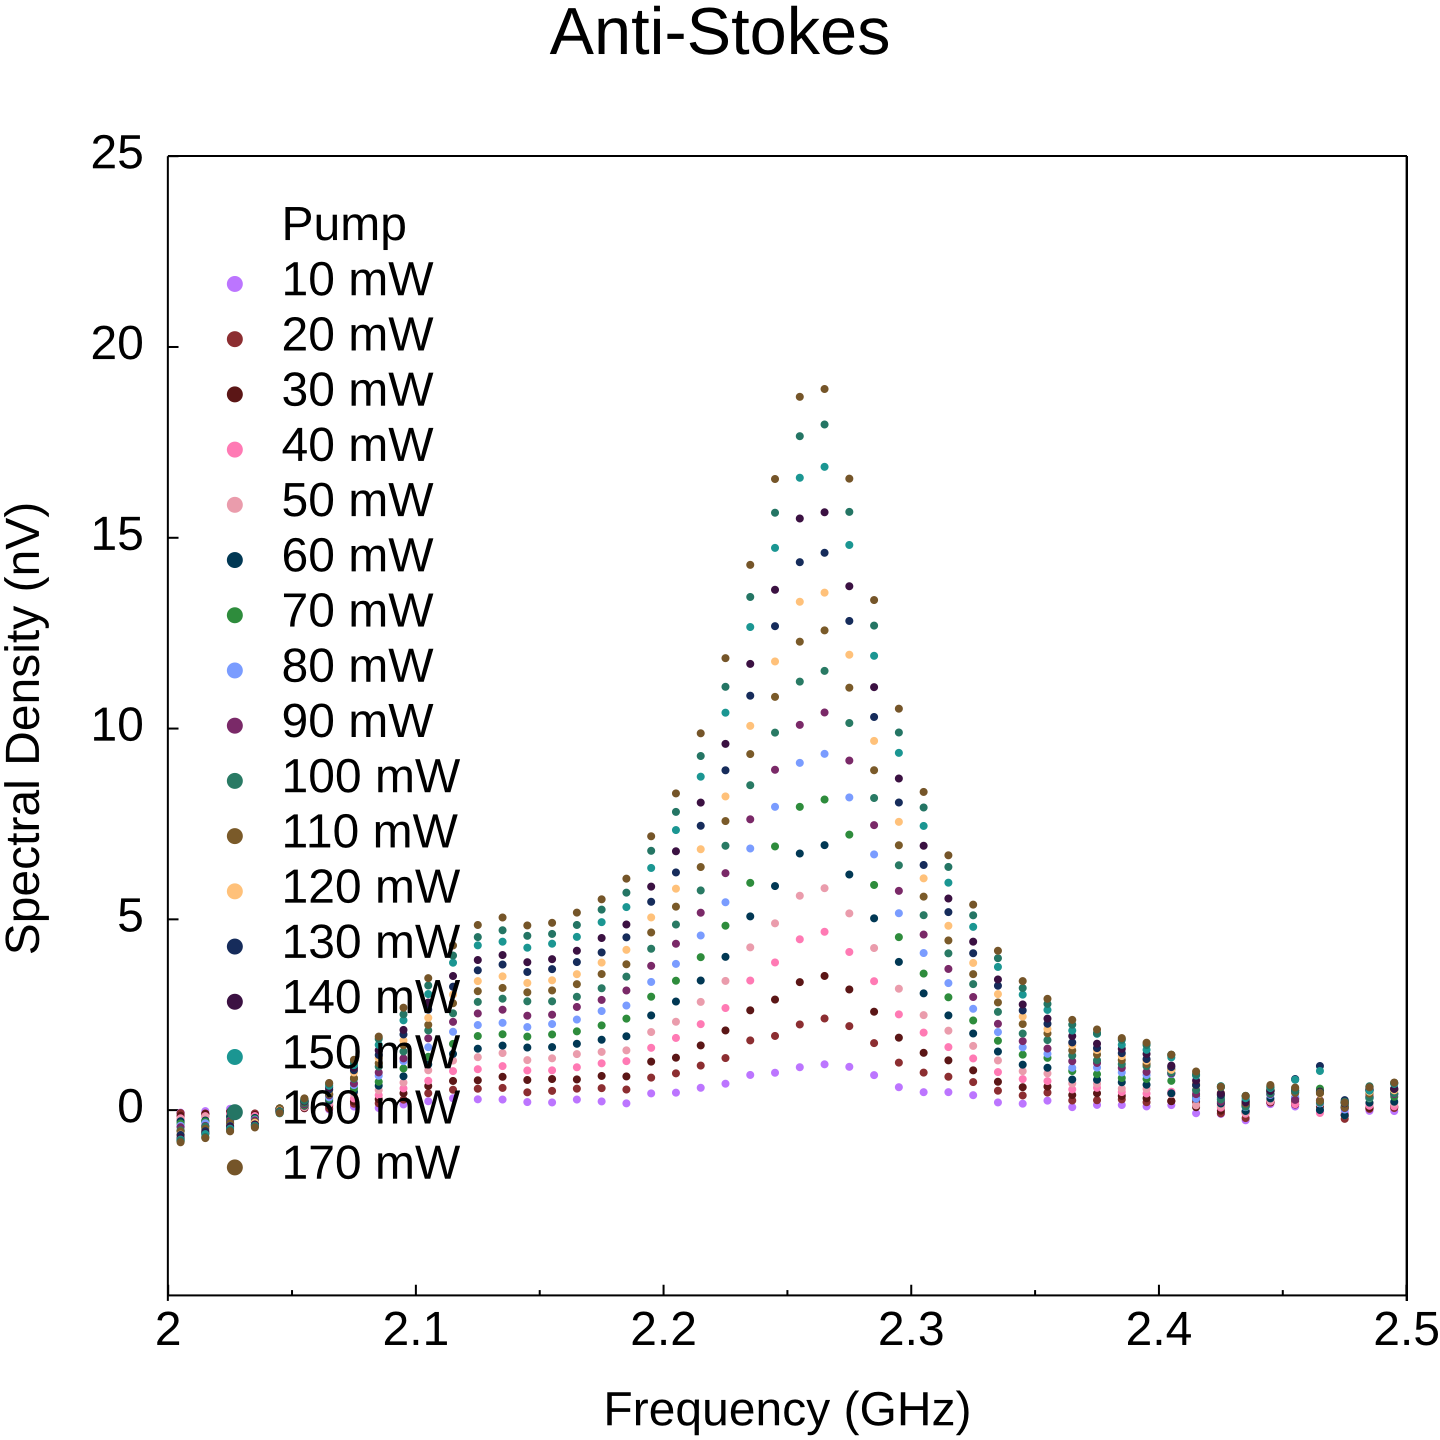 Anti-Stokes
25
20
15
10
5
0
Spectral Density (nV)
Pump
10 mW
20 mW
30 mW
40 mW
50 mW
60 mW
70 mW
80 mW
90 mW
100 mW
110 mW
120 mW
130 mW
140 mW
150 mW
160 mW
170 mW
2 2.1 2.2 2.3 2.4 2.5
Frequency (GHz)